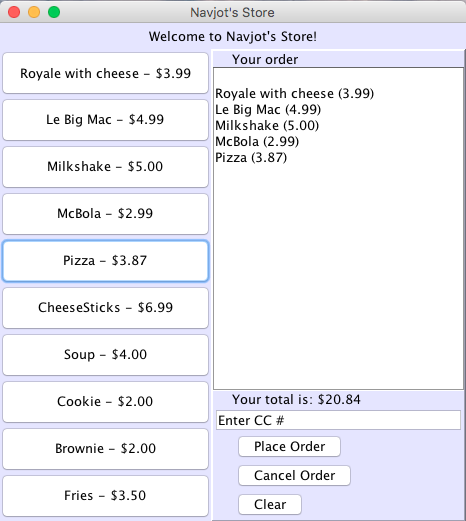 Navjot's Store
Welcome to Navjot's Store!
Royale with cheese – $3.99
Le Big Mac – $4.99
Milkshake – $5.00
McBola – $2.99
Pizza – $3.87
CheeseSticks – $6.99
Soup – $4.00
Cookie – $2.00
Brownie – $2.00
Fries – $3.50
Your order
Royale with cheese (3.99)
Le Big Mac (4.99)
Milkshake (5.00)
McBola (2.99)
Pizza (3.87)
Your total is: $20.84
Enter CC #
Place Order
Cancel Order
Clear